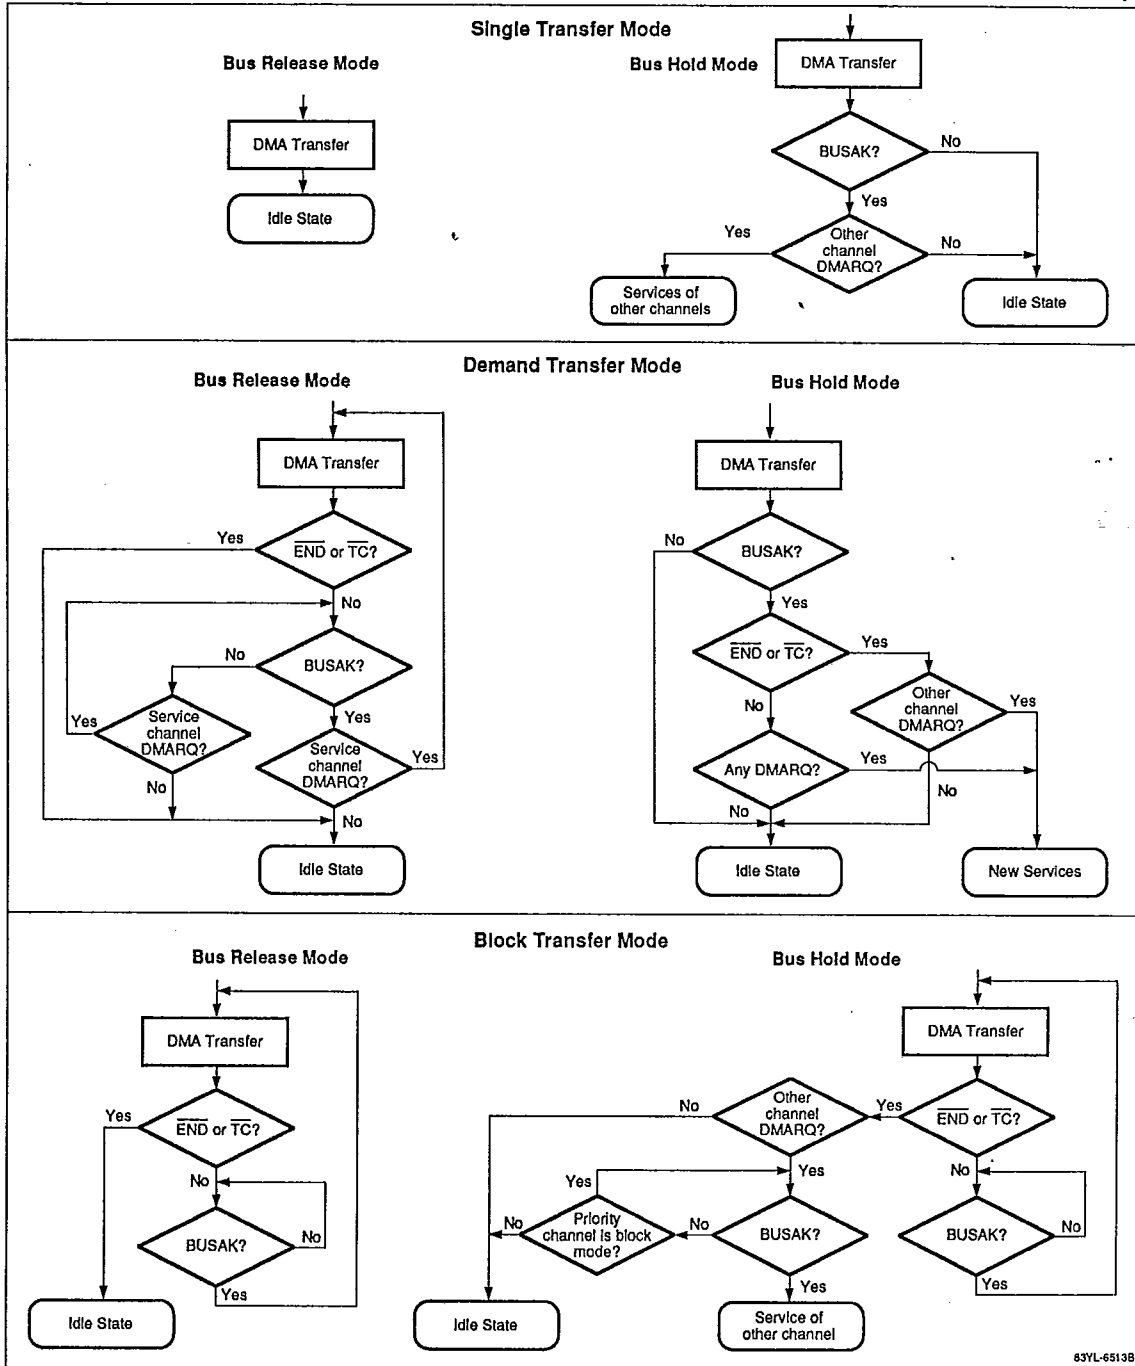 Single Transfer Mode
Bus Release Mode
DMA Transfer
Idle State
Bus Hold Mode
DMA Transfer
BUSAK?
No
Yes
Other
channel
DMARQ?
Yes
No
Services of
other channels
Idle State
Demand Transfer Mode
Bus Release Mode
DMA Transfer
Yes
END or TC?
No
No
BUSAK?
Yes
Yes
Service
channel
DMARQ?
No
Service
channel
DMARQ?
Yes
No
Idle State
Bus Hold Mode
DMA Transfer
No
BUSAK?
Yes
END or TC?
Yes
No
Other
channel
DMARQ?
Yes
Any DMARQ?
Yes
No
No
Idle State
New Services
Block Transfer Mode
Bus Release Mode
DMA Transfer
Yes
END or TC?
No
BUSAK?
No
Yes
Idle State
Bus Hold Mode
DMA Transfer
No
Other
channel
DMARQ?
Yes
END or TC?
Yes
Yes
No
No
Priority
channel is block
mode?
No
BUSAK?
BUSAK?
No
Yes
Yes
Idle State
Service of
other channel
83YL-6513B